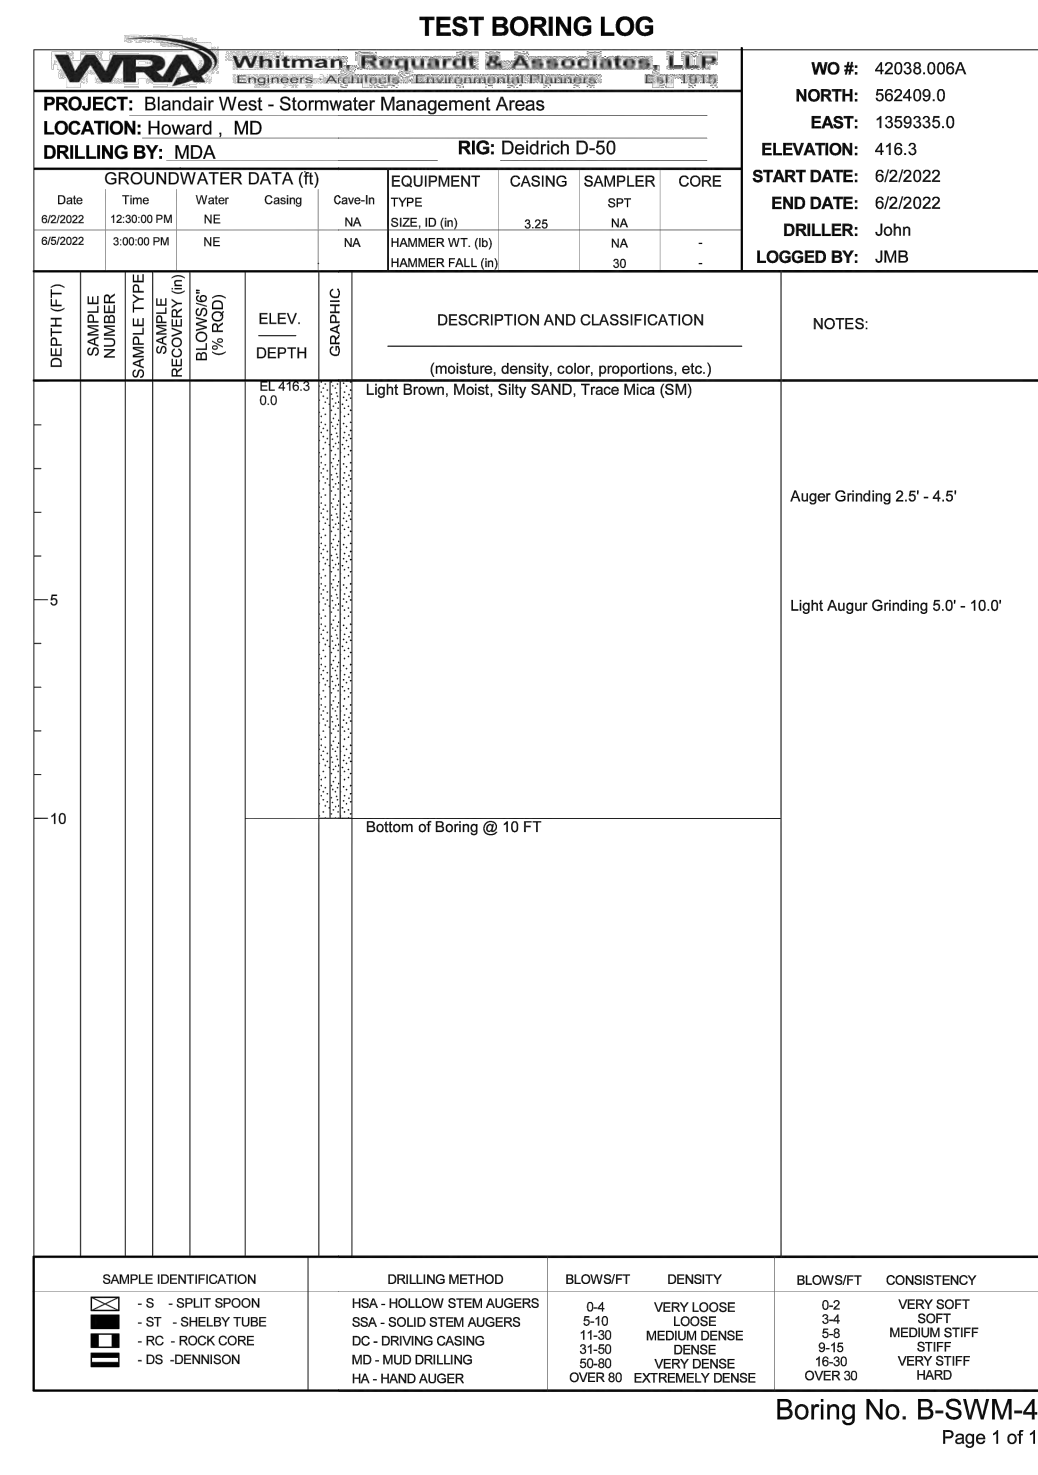 TEST BORING LOG
WRA Whitman, Requardt & Associates, LLP
Engineers · Architects · Environmental Planners Est. 1915
PROJECT: Blandair West - Stormwater Management Areas
LOCATION: Howard , MD
DRILLING BY: MDA RIG: Deidrich D-50
WO #: 42038.006A
NORTH: 562409.0
EAST: 1359335.0
ELEVATION: 416.3
START DATE: 6/2/2022
END DATE: 6/2/2022
DRILLER: John
LOGGED BY: JMB
GROUNDWATER DATA (ft)
Date Time Water Casing Cave-In
6/2/2022 12:30:00 PM NE NA
6/5/2022 3:00:00 PM NE NA
EQUIPMENT CASING SAMPLER CORE
TYPE SPT
SIZE, ID (in) 3.25 NA
HAMMER WT. (lb) NA -
HAMMER FALL (in) 30 -
DEPTH (FT)
SAMPLE NUMBER
SAMPLE TYPE
SAMPLE RECOVERY (in)
BLOWS/6" (% RQD)
ELEV.
DEPTH
GRAPHIC
DESCRIPTION AND CLASSIFICATION
(moisture, density, color, proportions, etc.)
NOTES:
EL 416.3
0.0
Light Brown, Moist, Silty SAND, Trace Mica (SM)
Auger Grinding 2.5' - 4.5'
5
Light Augur Grinding 5.0' - 10.0'
10
Bottom of Boring @ 10 FT
SAMPLE IDENTIFICATION
- S - SPLIT SPOON
- ST - SHELBY TUBE
- RC - ROCK CORE
- DS -DENNISON
DRILLING METHOD
HSA - HOLLOW STEM AUGERS
SSA - SOLID STEM AUGERS
DC - DRIVING CASING
MD - MUD DRILLING
HA - HAND AUGER
BLOWS/FT DENSITY
0-4 VERY LOOSE
5-10 LOOSE
11-30 MEDIUM DENSE
31-50 DENSE
50-80 VERY DENSE
OVER 80 EXTREMELY DENSE
BLOWS/FT CONSISTENCY
0-2 VERY SOFT
3-4 SOFT
5-8 MEDIUM STIFF
9-15 STIFF
16-30 VERY STIFF
OVER 30 HARD
Boring No. B-SWM-4
Page 1 of 1